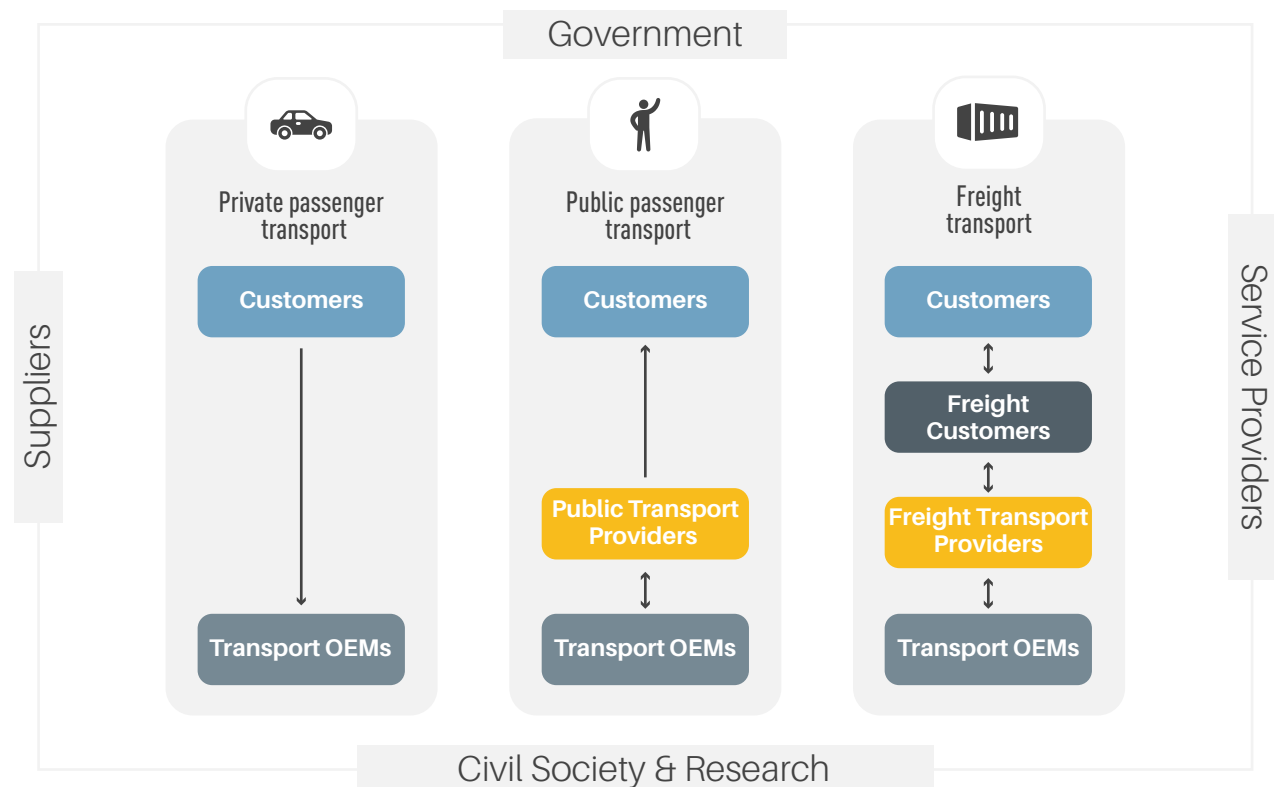 Government
Private passenger
transport
Customers
Transport OEMs
Public passenger
transport
Customers
Public Transport
Providers
Transport OEMs
Freight
transport
Customers
Freight
Customers
Freight Transport
Providers
Transport OEMs
Suppliers
Service Providers
Civil Society & Research